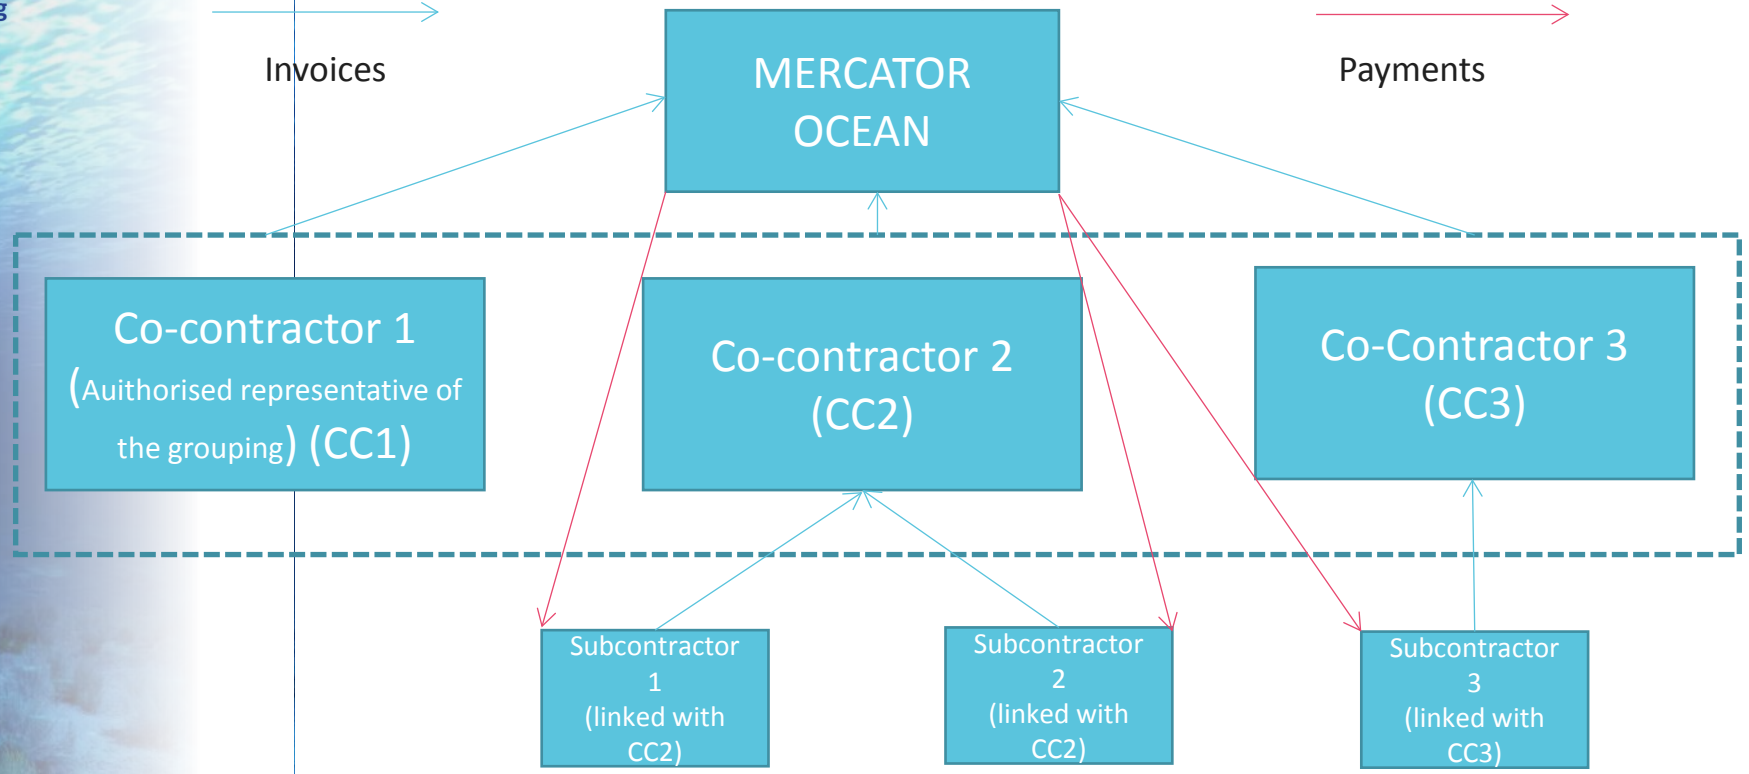 g
Invoices
MERCATOR
OCEAN
Payments
Co-contractor 1
(Auithorised representative of
the grouping) (CC1)
Co-contractor 2
(CC2)
Co-Contractor 3
(CC3)
Subcontractor
1
(linked with
CC2)
Subcontractor
2
(linked with
CC2)
Subcontractor
3
(linked with
CC3)